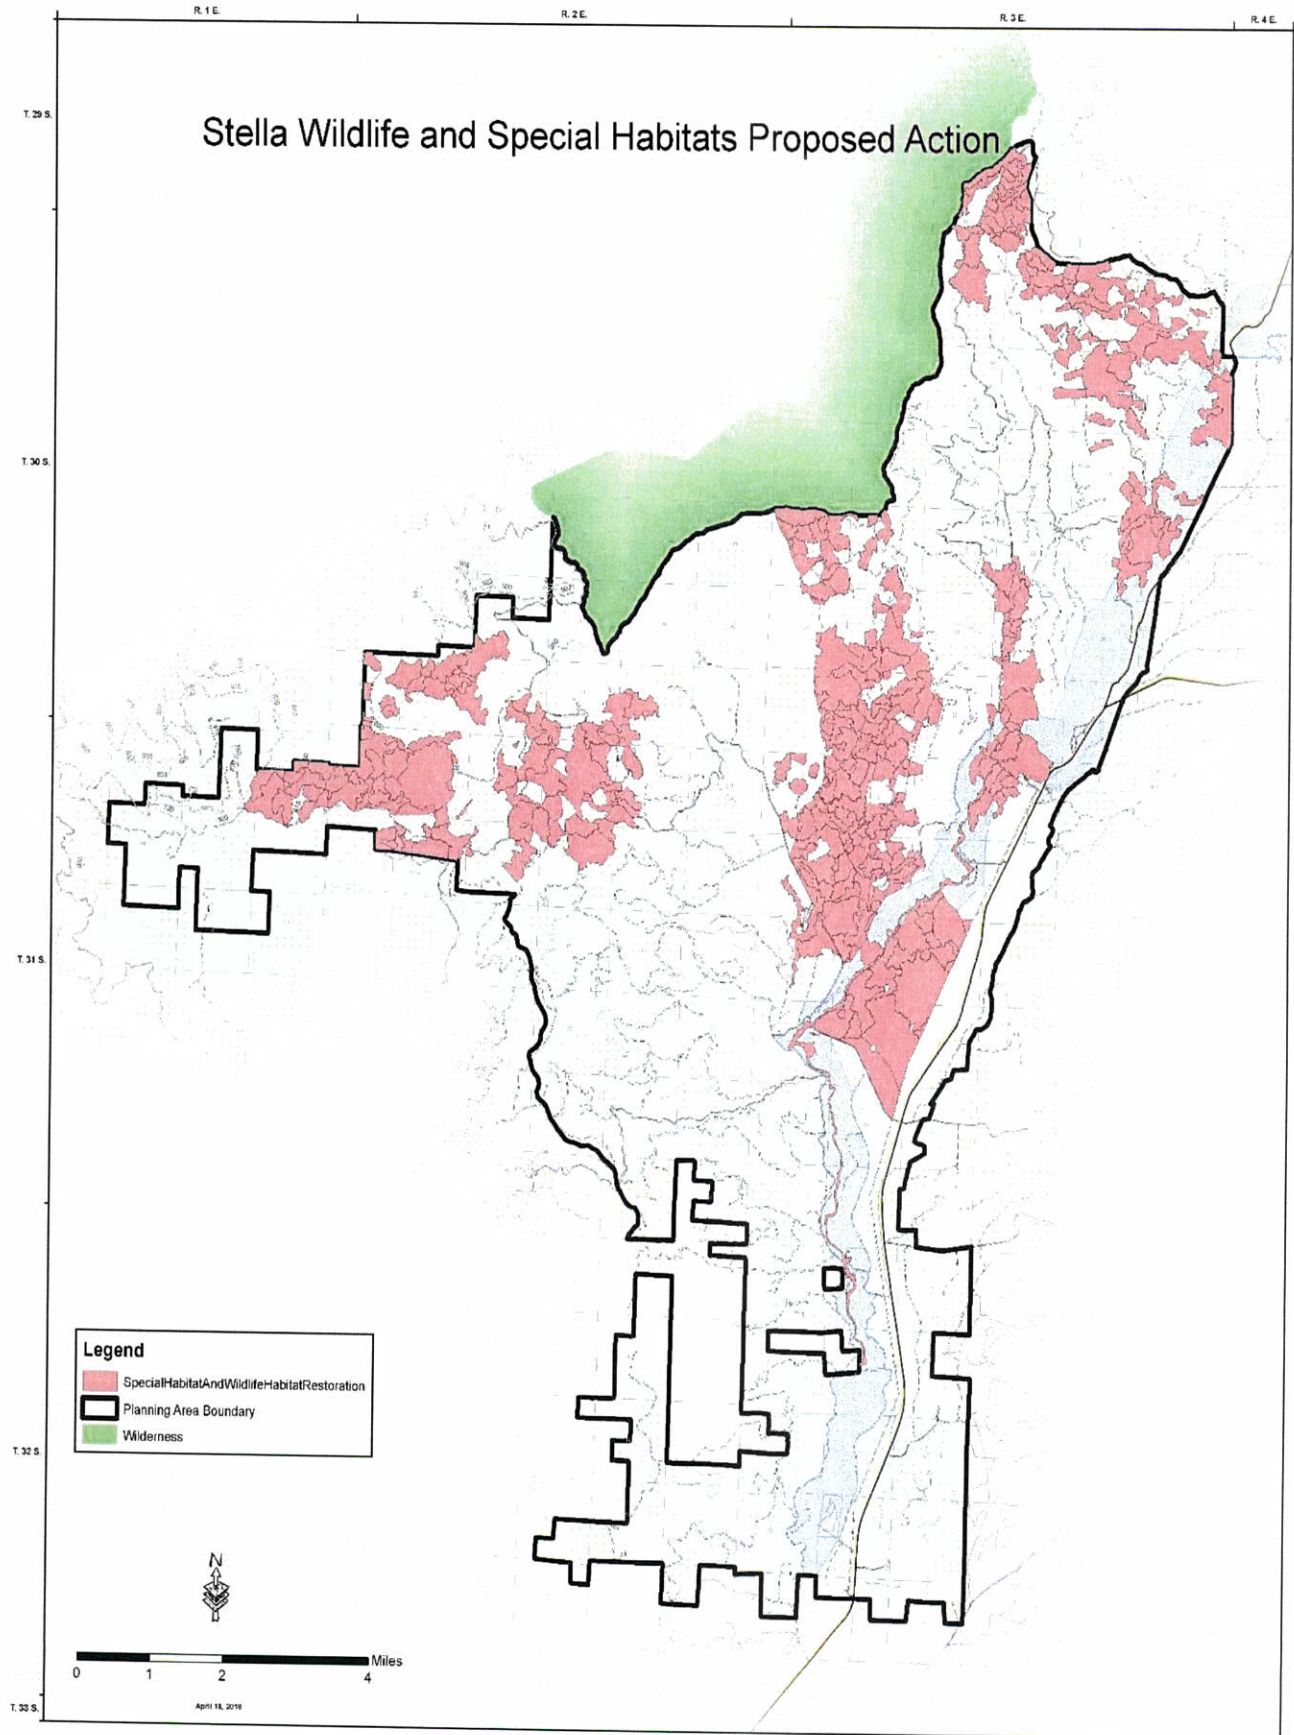 R. 1 E.
R. 2 E.
R. 3 E.
R. 4 E.
T. 29 S.
Stella Wildlife and Special Habitats Proposed Action
T. 30 S.
T. 31 S.
Legend
SpecialHabitatAndWildlifeHabitatRestoration
Planning Area Boundary
Wilderness
T. 32 S.
N
Miles
0 1 2 4
T. 33 S.